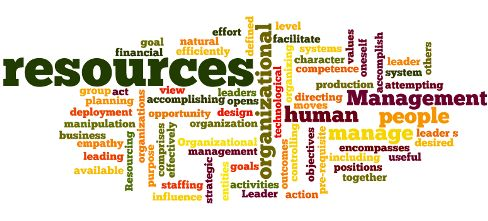 effort
level
goal
natural
defined
facilitate
financial
efficiently
organizational
organizing
systems
values
oneself
accomplish
leader
others
character
competence
system
resources
technological
production
attempting
group
act
view
leaders
directing
Management
planning
organizations
accomplishing
opens
moves
deployment
opportunity
design
human
people
manipulation
purpose
comprises
effectively
organization
controlling
objectives
manage
leader s
business
Resourcing
Organizational
outcomes
pre-requisite
encompasses
desired
empathy
management
including
useful
leading
strategic
entities
goals
positions
available
staffing
activities
together
influence
Leader
action